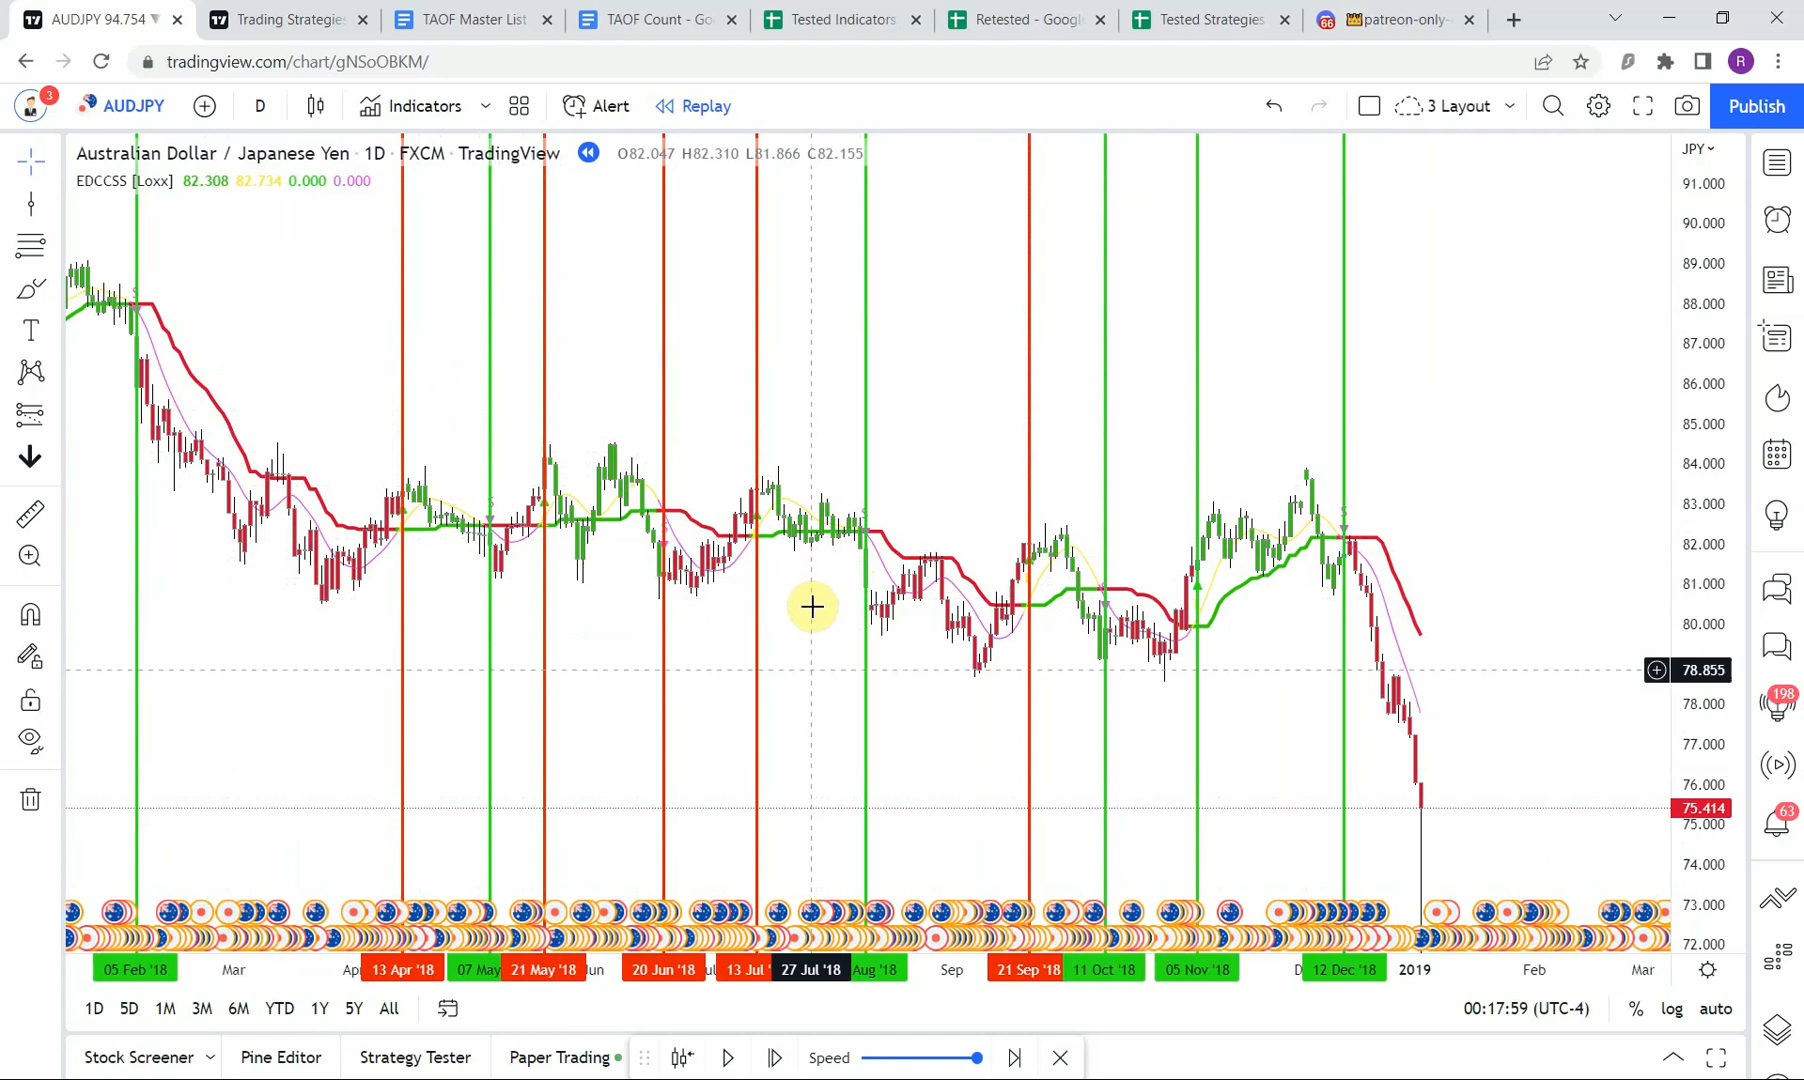 AUDJPY 94.754 ▼
Trading Strategies
TAOF Master List
TAOF Count - Go
Tested Indicators
Retested - Google
Tested Strategies
66
patreon-only-
tradingview.com/chart/gNSoOBKM/
R
3
AUDJPY
D
Indicators
Alert
Replay
3 Layout
Publish
Australian Dollar / Japanese Yen · 1D · FXCM · TradingView
O82.047 H82.310 L81.866 C82.155
JPY
EDCCSS [Loxx] 82.308 82.734 0.000 0.000
91.000
90.000
89.000
88.000
87.000
86.000
85.000
84.000
83.000
82.000
81.000
80.000
78.855
78.000
77.000
76.000
75.414
75.000
74.000
73.000
72.000
198
63
05 Feb '18
Mar
Ap
13 Apr '18
07 May
21 May '18
un
20 Jun '18
ul
13 Jul '
27 Jul '18
Aug '18
Sep
21 Sep '18
11 Oct '18
05 Nov '18
D
12 Dec '18
2019
Feb
Mar
1D 5D 1M 3M 6M YTD 1Y 5Y All
00:17:59 (UTC-4)
% log auto
Stock Screener
Pine Editor
Strategy Tester
Paper Trading
Speed